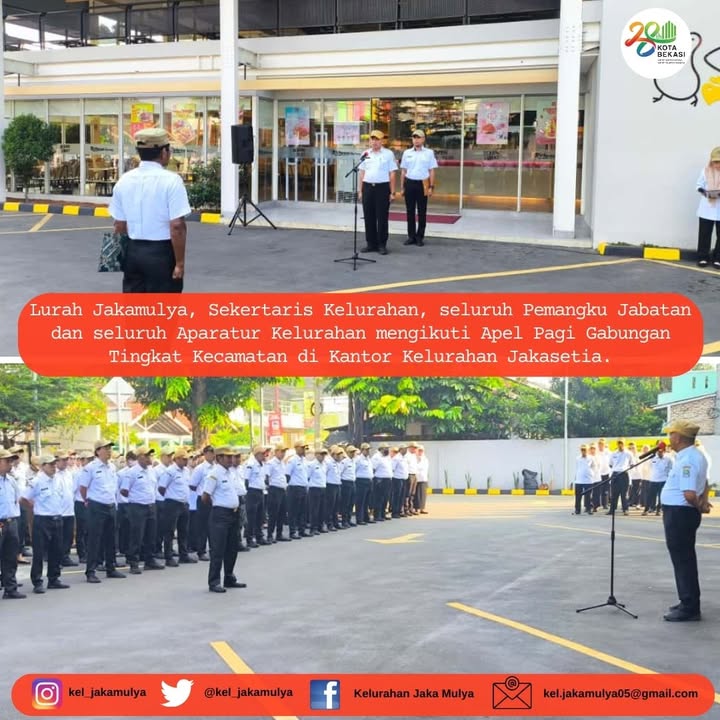 28 KOTA
BEKASI
Lurah Jakamulya, Sekertaris Kelurahan, seluruh Pemangku Jabatan
dan seluruh Aparatur Kelurahan mengikuti Apel Pagi Gabungan
Tingkat Kecamatan di Kantor Kelurahan Jakasetia.
kel_jakamulya
@kel_jakamulya
Kelurahan Jaka Mulya
kel.jakamulya05@gmail.com